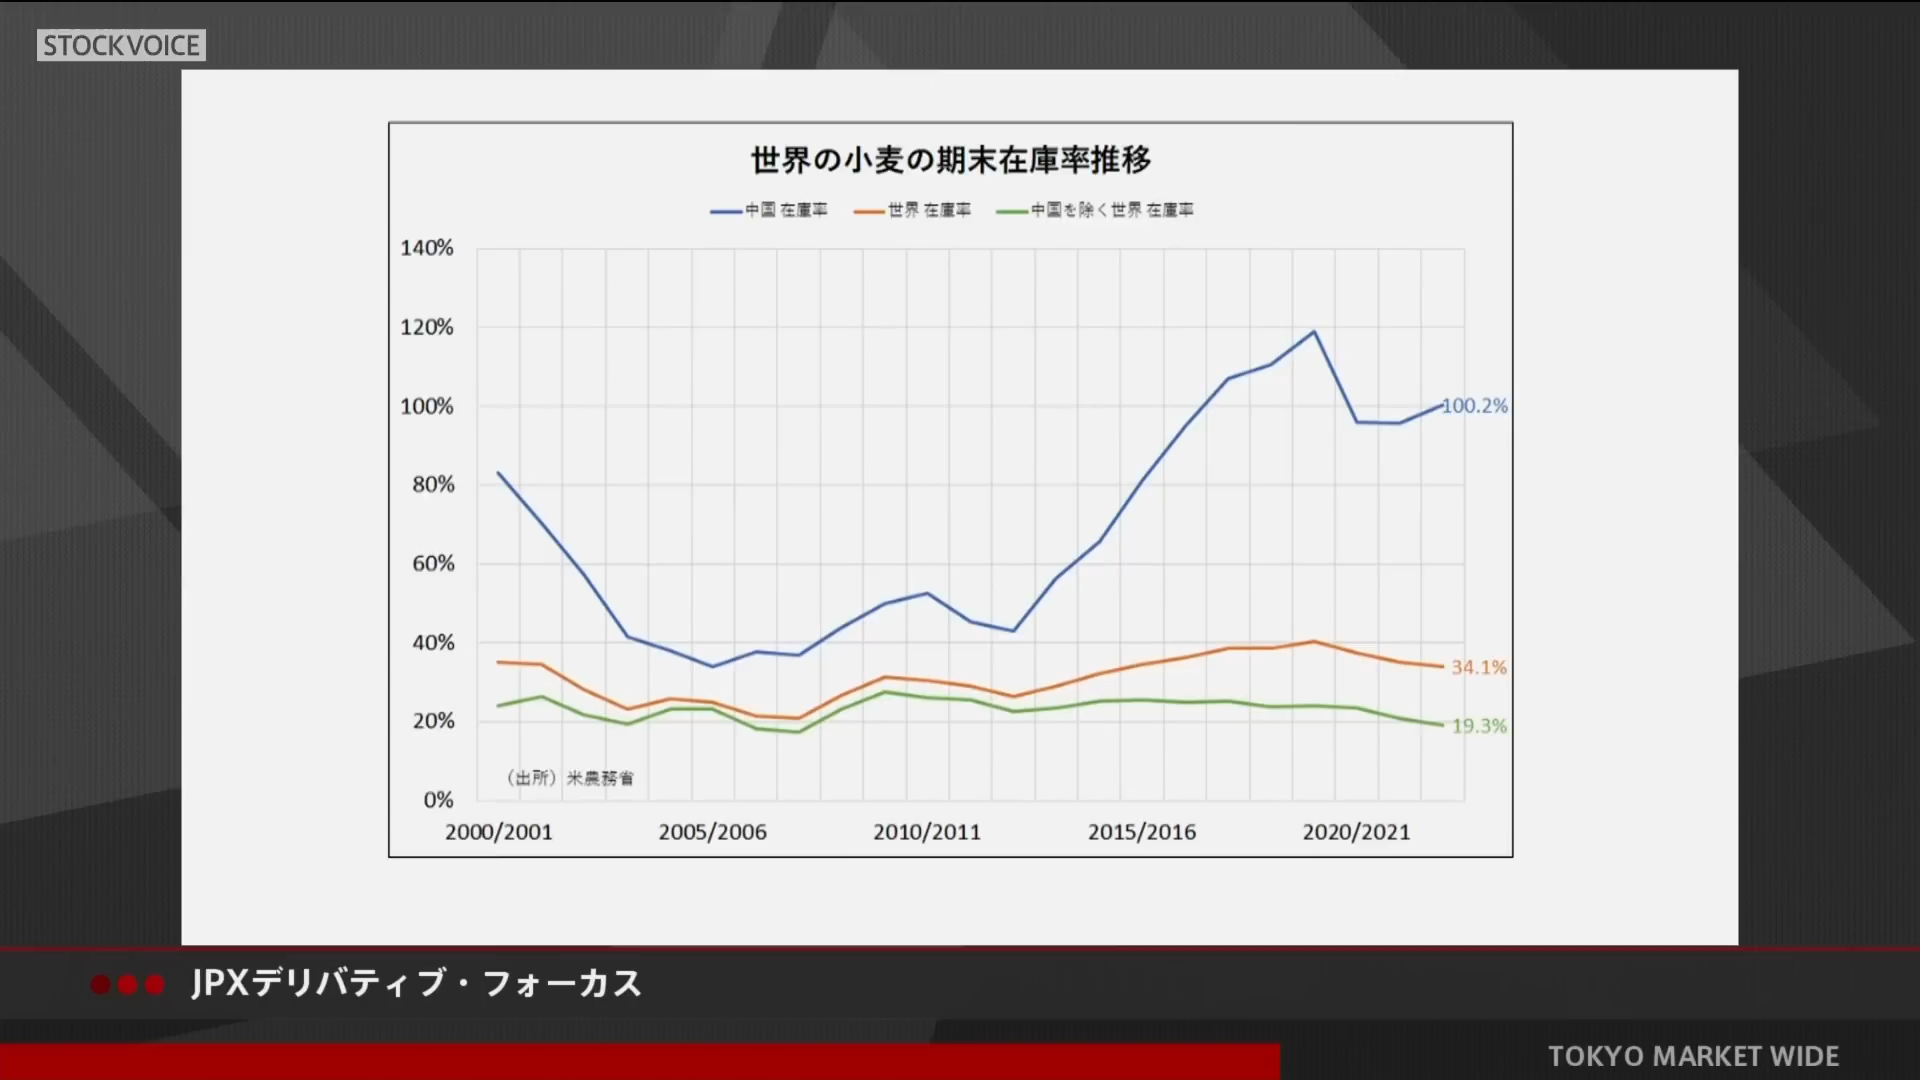 STOCKVOICE
世界の小麦の期末在庫率推移
中国 在庫率 世界 在庫率 中国を除く世界 在庫率
140%
120%
100%
80%
60%
40%
20%
0%
100.2%
34.1%
19.3%
（出所）米農務省
2000/2001 2005/2006 2010/2011 2015/2016 2020/2021
JPXデリバティブ・フォーカス
TOKYO MARKET WIDE